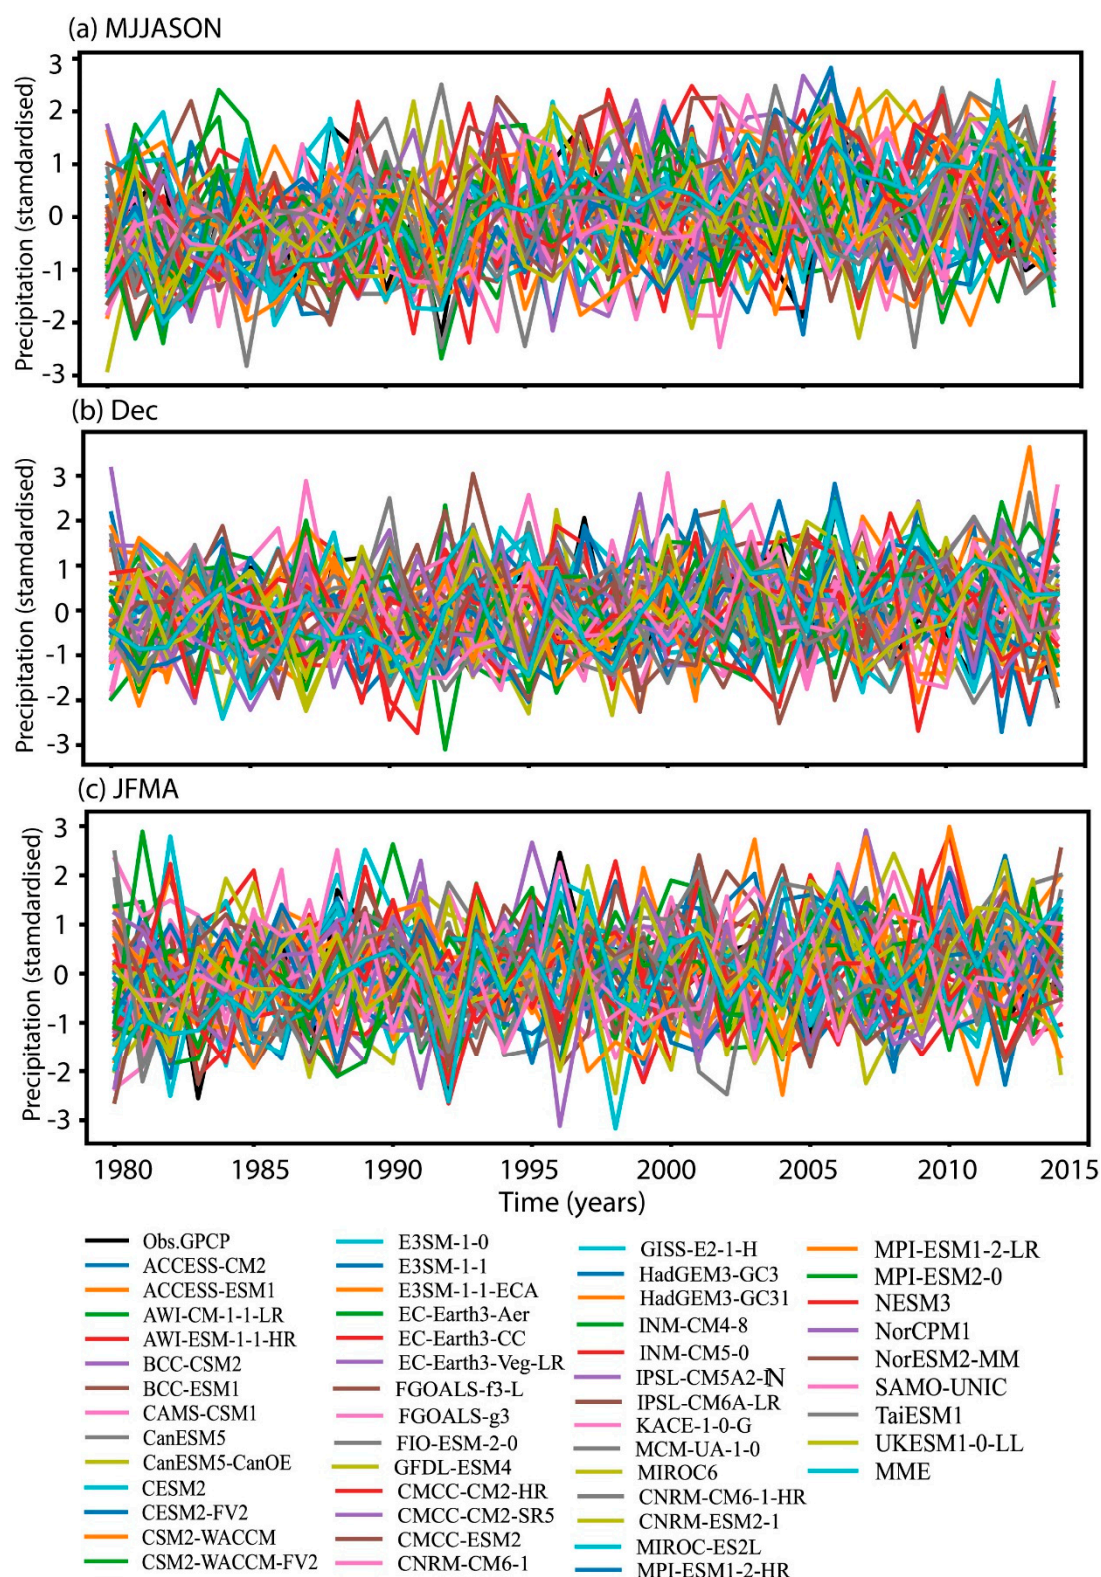 (a) MJJASON
Precipitation (stamdardised)
3
2
1
0
-1
-2
-3
(b) Dec
Precipitation (stamdardised)
3
2
1
0
-1
-2
-3
(c) JFMA
Precipitation (stamdardised)
3
2
1
0
-1
-2
-3
1980 1985 1990 1995 2000 2005 2010 2015
Time (years)
Obs.GPCP
ACCESS-CM2
ACCESS-ESM1
AWI-CM-1-1-LR
AWI-ESM-1-1-HR
BCC-CSM2
BCC-ESM1
CAMS-CSM1
CanESM5
CanESM5-CanOE
CESM2
CESM2-FV2
CSM2-WACCM
CSM2-WACCM-FV2
E3SM-1-0
E3SM-1-1
E3SM-1-1-ECA
EC-Earth3-Aer
EC-Earth3-CC
EC-Earth3-Veg-LR
FGOALS-f3-L
FGOALS-g3
FIO-ESM-2-0
GFDL-ESM4
CMCC-CM2-HR
CMCC-CM2-SR5
CMCC-ESM2
CNRM-CM6-1
GISS-E2-1-H
HadGEM3-GC3
HadGEM3-GC31
INM-CM4-8
INM-CM5-0
IPSL-CM5A2-IN
IPSL-CM6A-LR
KACE-1-0-G
MCM-UA-1-0
MIROC6
CNRM-CM6-1-HR
CNRM-ESM2-1
MIROC-ES2L
MPI-ESM1-2-HR
MPI-ESM1-2-LR
MPI-ESM2-0
NESM3
NorCPM1
NorESM2-MM
SAMO-UNIC
TaiESM1
UKESM1-0-LL
MME